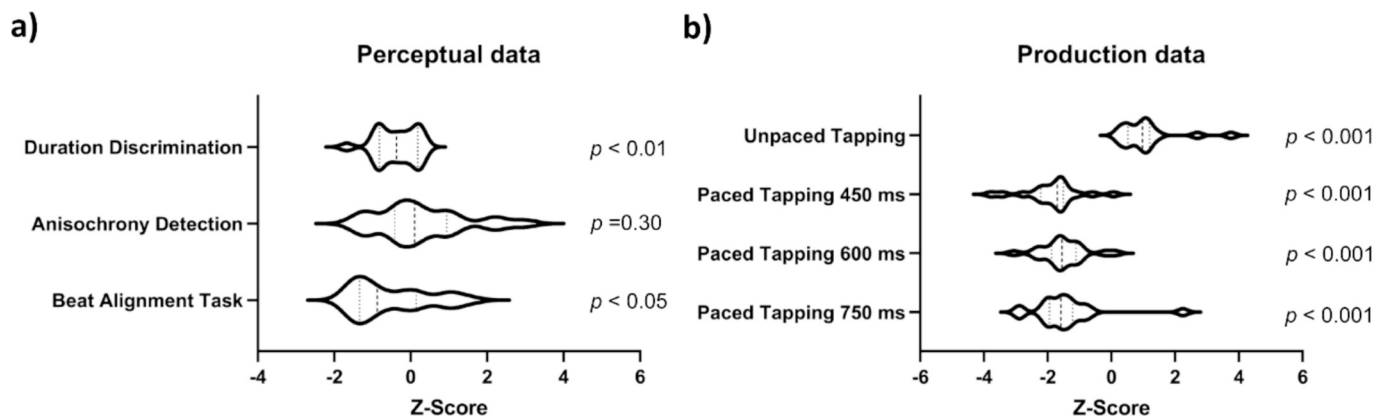 a)
Perceptual data
Duration Discrimination
p < 0.01
Anisochrony Detection
p =0.30
Beat Alignment Task
p < 0.05
-4 -2 0 2 4 6
Z-Score
b)
Production data
Unpaced Tapping
p < 0.001
Paced Tapping 450 ms
p < 0.001
Paced Tapping 600 ms
p < 0.001
Paced Tapping 750 ms
p < 0.001
-6 -4 -2 0 2 4 6
Z-Score